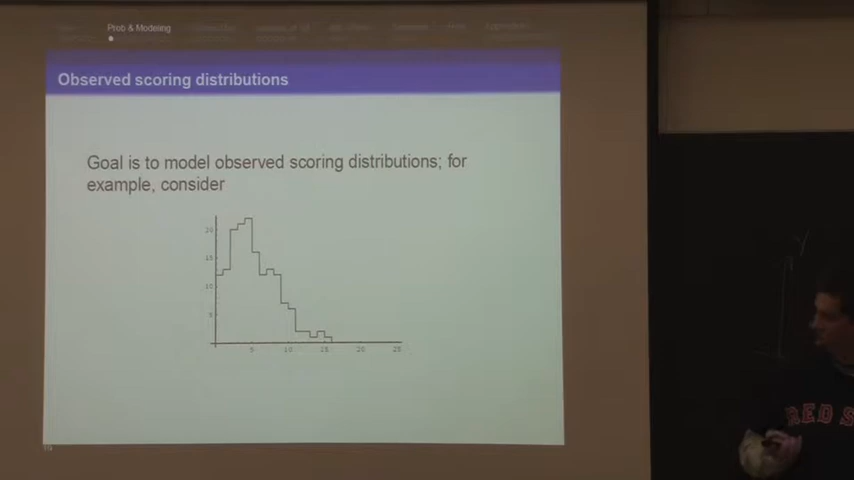 Prob & Modeling
Observed scoring distributions
Goal is to model observed scoring distributions; for
example, consider
20
15
10
5
5
10
15
20
25
RED S